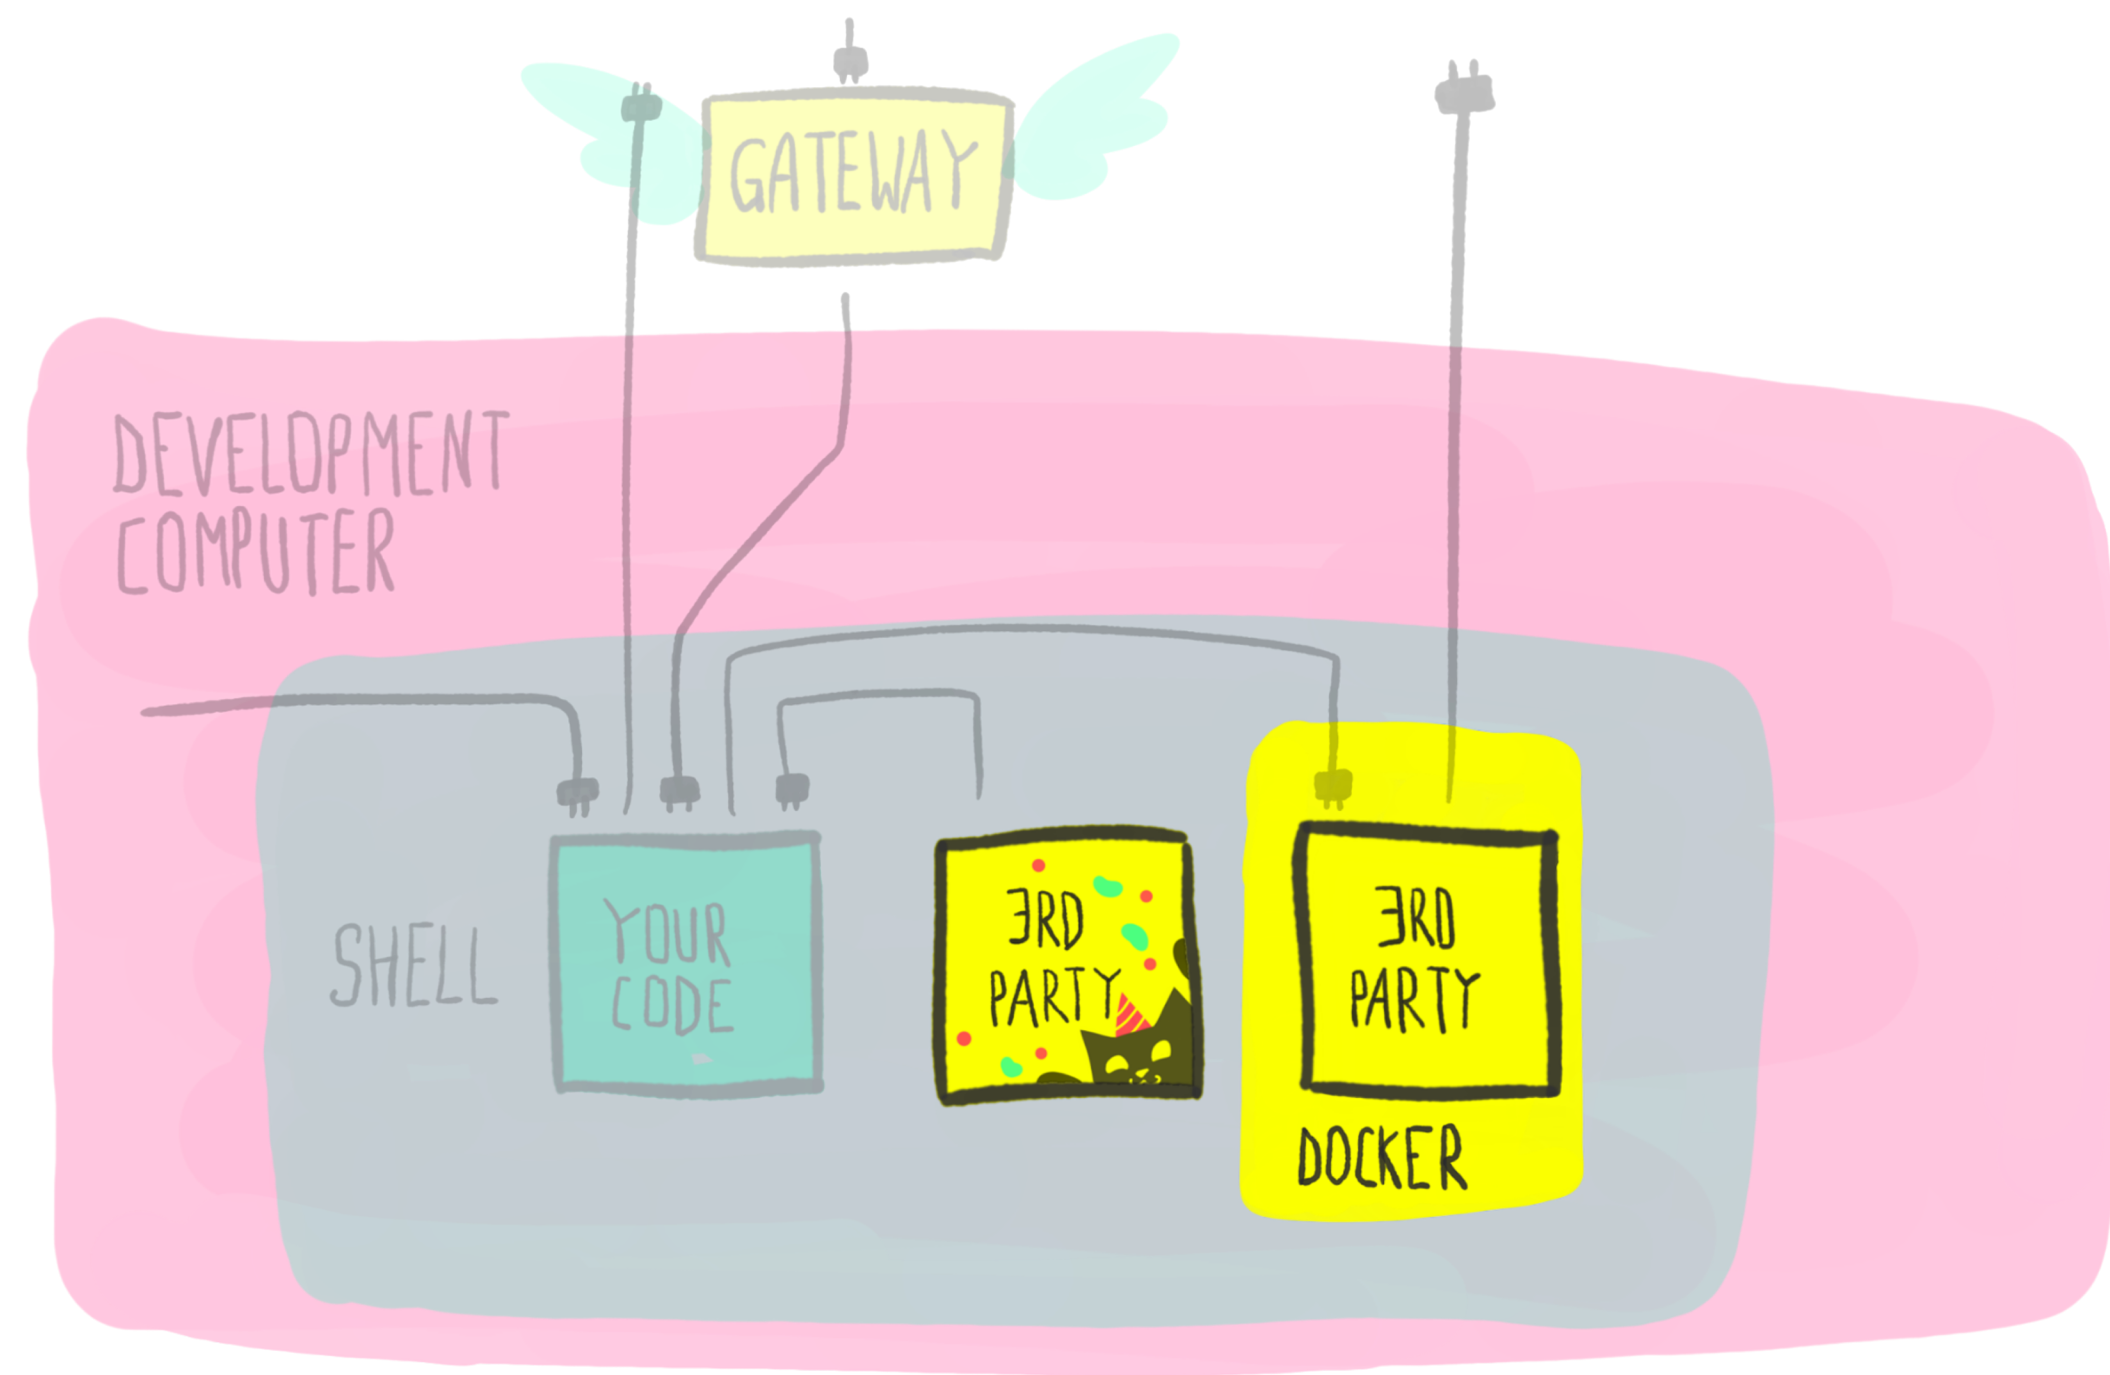 GATEWAY
DEVELOPMENT
COMPUTER
SHELL
YOUR
CODE
3RD
PARTY
3RD
PARTY
DOCKER